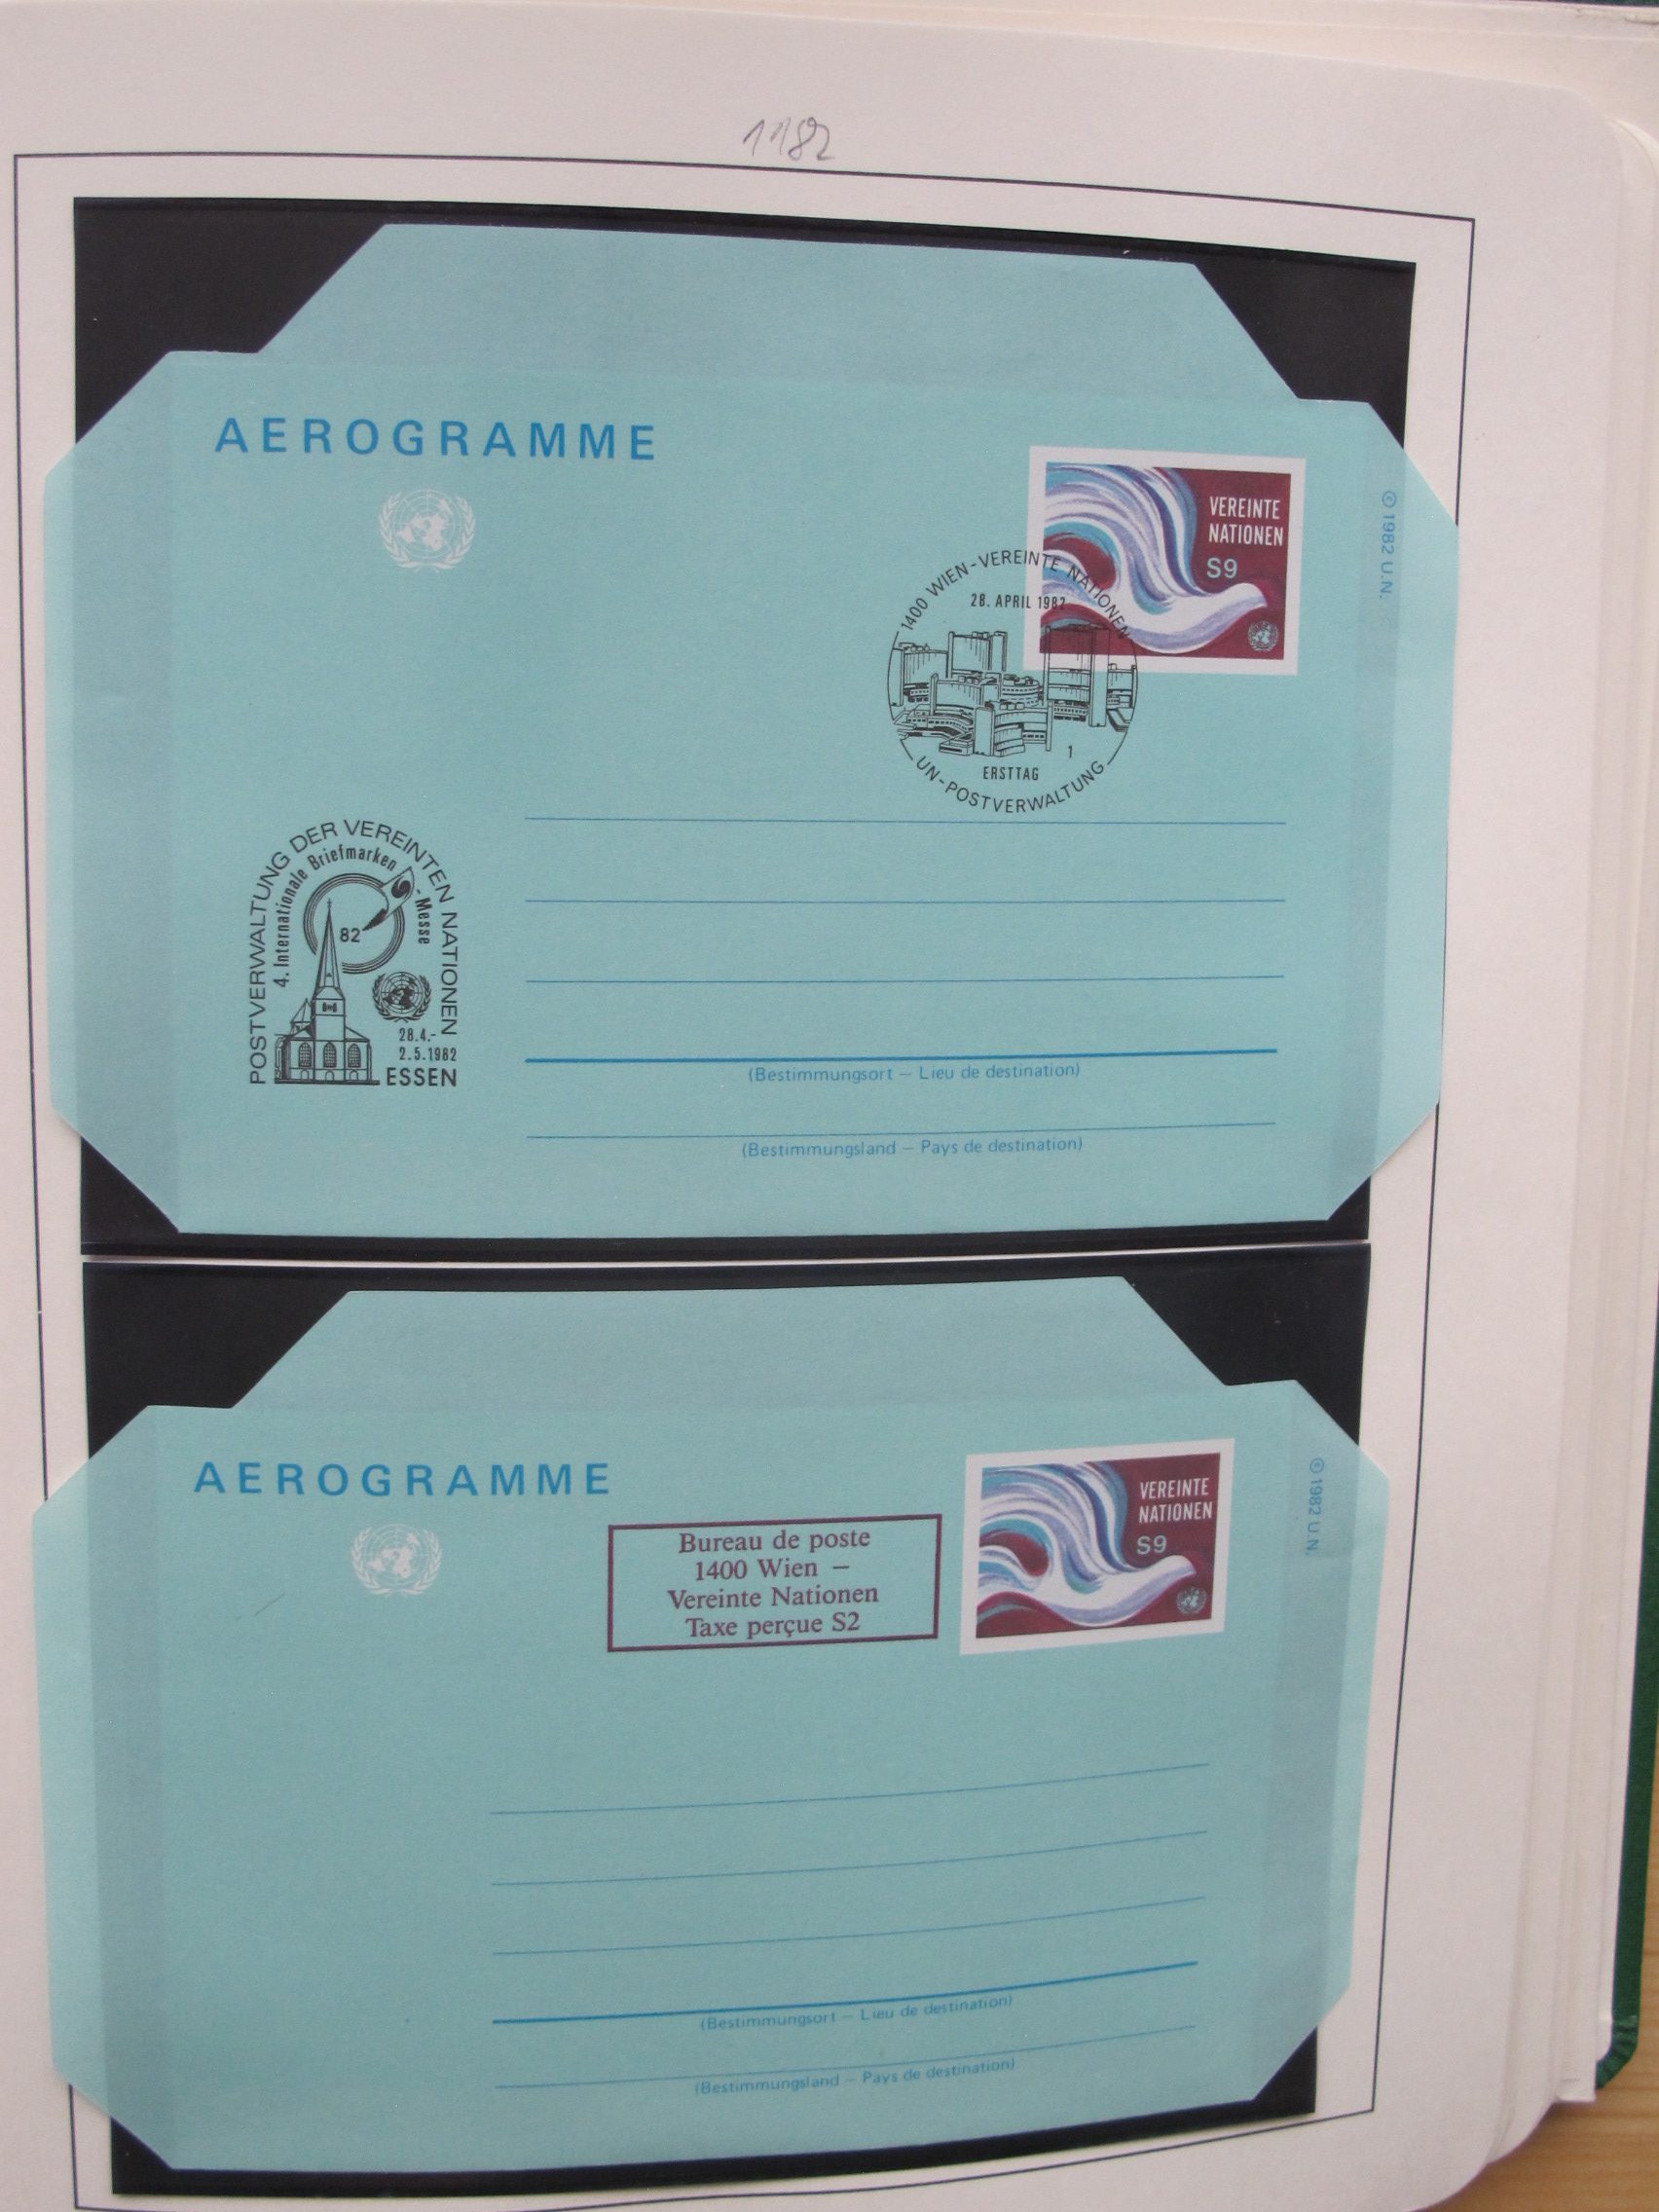 1182
AEROGRAMME
VEREINTE
NATIONEN
S9
© 1982 U.N.
1400 WIEN-VEREINTE NATIONEN
28. APRIL 1982
1
ERSTTAG
UN-POSTVERWALTUNG
POSTVERWALTUNG DER VEREINTEN NATIONEN
4. Internationale Briefmarken-Messe
82
28.4.-
2.5.1982
ESSEN
(Bestimmungsort — Lieu de destination)
(Bestimmungsland — Pays de destination)
AEROGRAMME
Bureau de poste
1400 Wien —
Vereinte Nationen
Taxe perçue S2
VEREINTE
NATIONEN
S9
© 1982 U.N.
(Bestimmungsort — Lieu de destination)
(Bestimmungsland — Pays de destination)